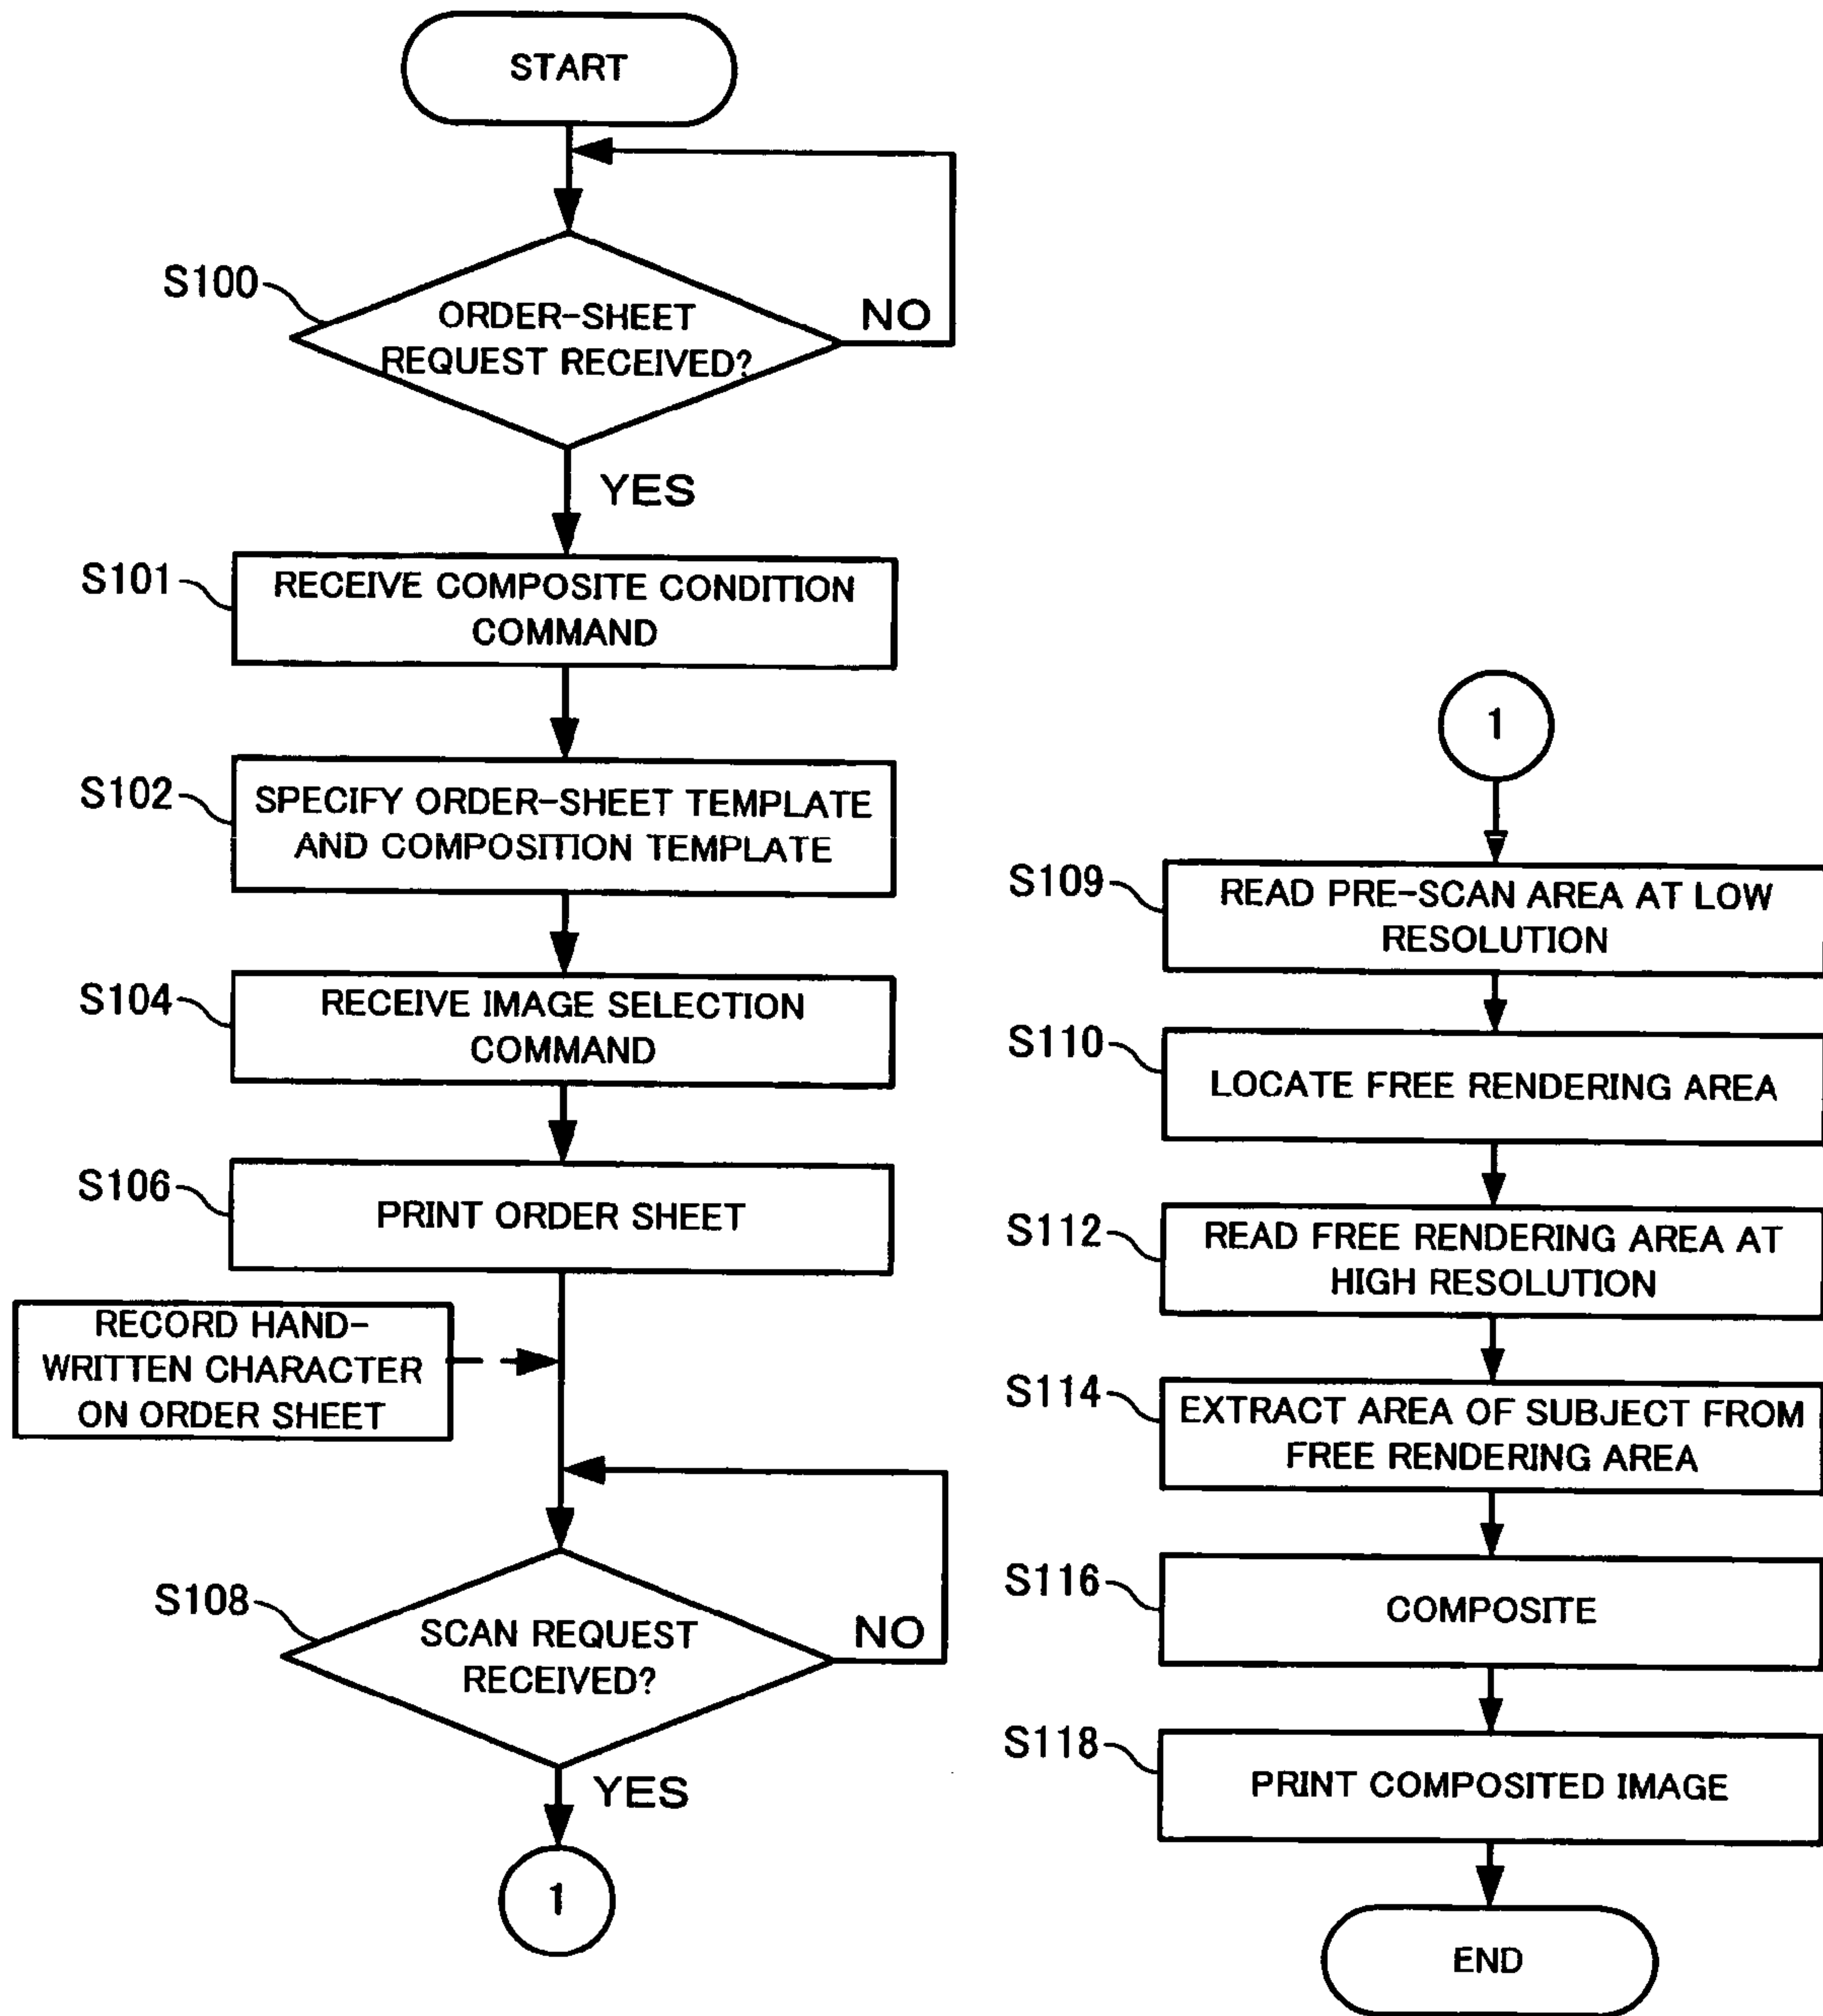 START
S100
ORDER-SHEET
REQUEST RECEIVED?
NO
YES
S101
RECEIVE COMPOSITE CONDITION
COMMAND
S102
SPECIFY ORDER-SHEET TEMPLATE
AND COMPOSITION TEMPLATE
S104
RECEIVE IMAGE SELECTION
COMMAND
S106
PRINT ORDER SHEET
RECORD HAND-
WRITTEN CHARACTER
ON ORDER SHEET
S108
SCAN REQUEST
RECEIVED?
NO
YES
1
1
S109
READ PRE-SCAN AREA AT LOW
RESOLUTION
S110
LOCATE FREE RENDERING AREA
S112
READ FREE RENDERING AREA AT
HIGH RESOLUTION
S114
EXTRACT AREA OF SUBJECT FROM
FREE RENDERING AREA
S116
COMPOSITE
S118
PRINT COMPOSITED IMAGE
END